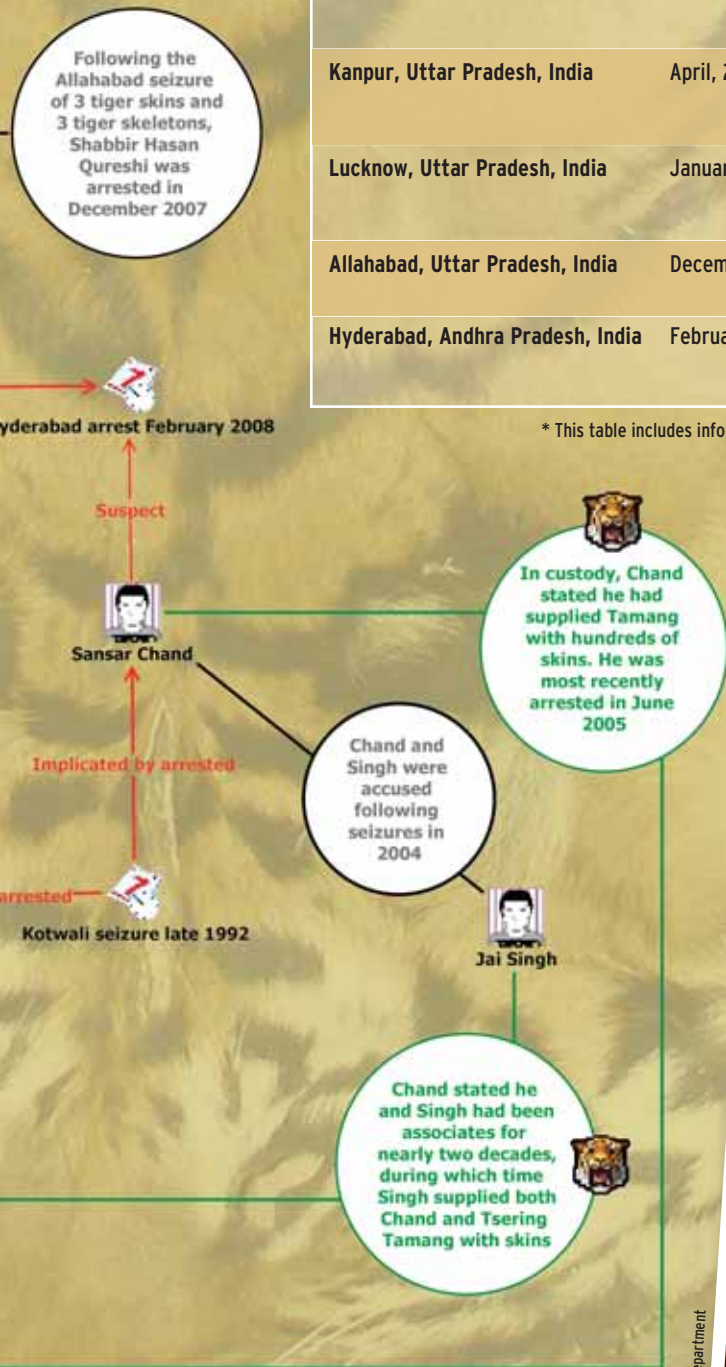 Following the
Allahabad seizure
of 3 tiger skins and
3 tiger skeletons,
Shabbir Hasan
Qureshi was
arrested in
December 2007
Kanpur, Uttar Pradesh, India April,
Lucknow, Uttar Pradesh, India Januar
Allahabad, Uttar Pradesh, India Decem
Hyderabad, Andhra Pradesh, India Februa
* This table includes info
yderabad arrest February 2008
Suspect
Sansar Chand
In custody, Chand
stated he had
supplied Tamang
with hundreds of
skins. He was
most recently
arrested in June
2005
Implicated by arrested
Chand and
Singh were
accused
following
seizures in
2004
arrested
Kotwali seizure late 1992
Jai Singh
Chand stated he
and Singh had been
associates for
nearly two decades,
during which time
Singh supplied both
Chand and Tsering
Tamang with skins
partment